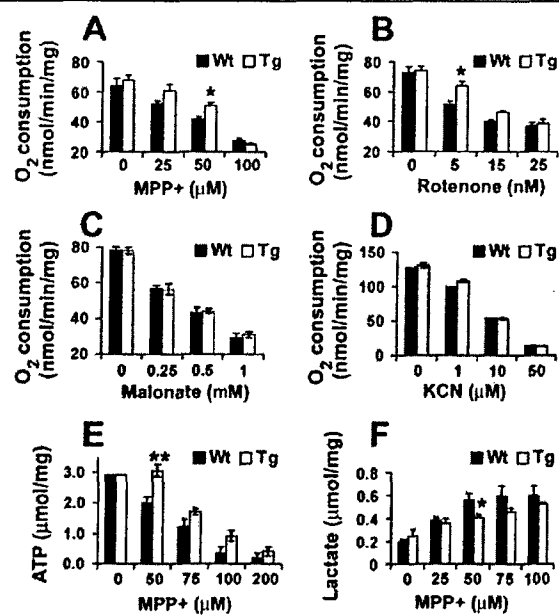 A
B
Wt Tg
Wt Tg
O2 consumption (nmol/min/mg)
80
60
40
20
*
0 25 50 100
MPP+ (μM)
O2 consumption (nmol/min/mg)
80
60
40
20
*
0 5 15 25
Rotenone (nM)
C
D
Wt Tg
Wt Tg
O2 consumption (nmol/min/mg)
80
60
40
20
0 0.25 0.5 1
Malonate (mM)
O2 consumption (nmol/min/mg)
150
100
50
0
0 1 10 50
KCN (μM)
E
F
Wt Tg
Wt Tg
ATP (μmol/mg)
3.0
2.0
1.0
0.0
**
0 50 75 100 200
MPP+ (μM)
Lactate (μmol/mg)
0.8
0.6
0.4
0.2
0
*
0 25 50 75 100
MPP+ (μM)